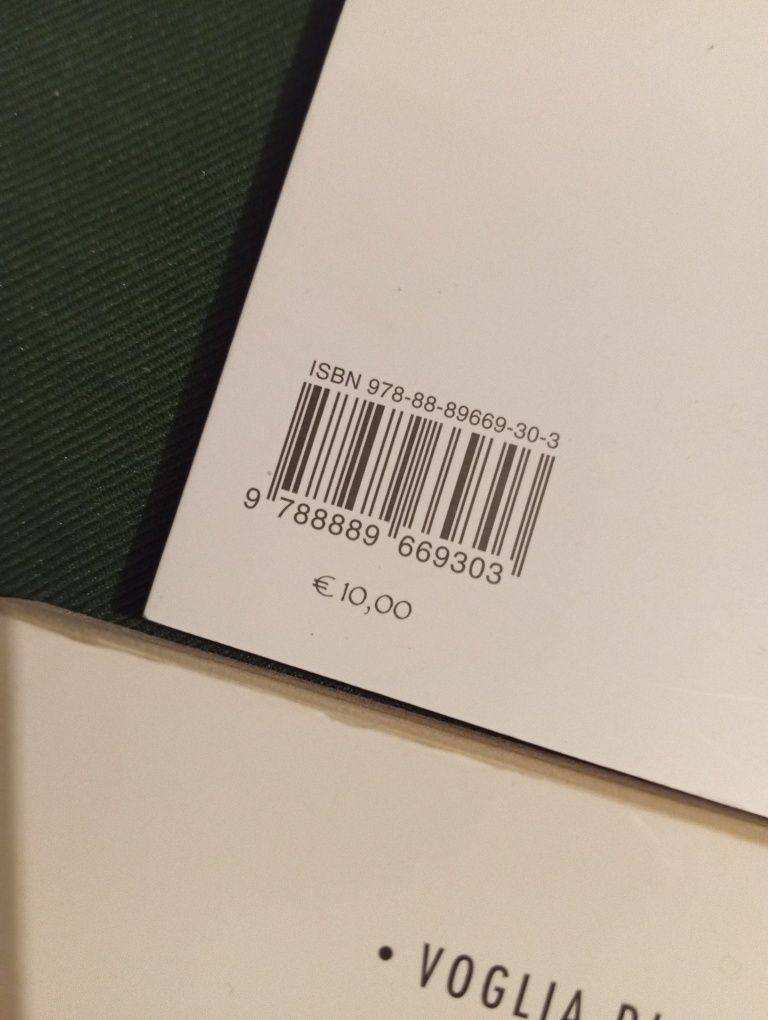 ISBN 978-88-89669-30-3
9 788889 669303
€ 10,00
• VOGLIA